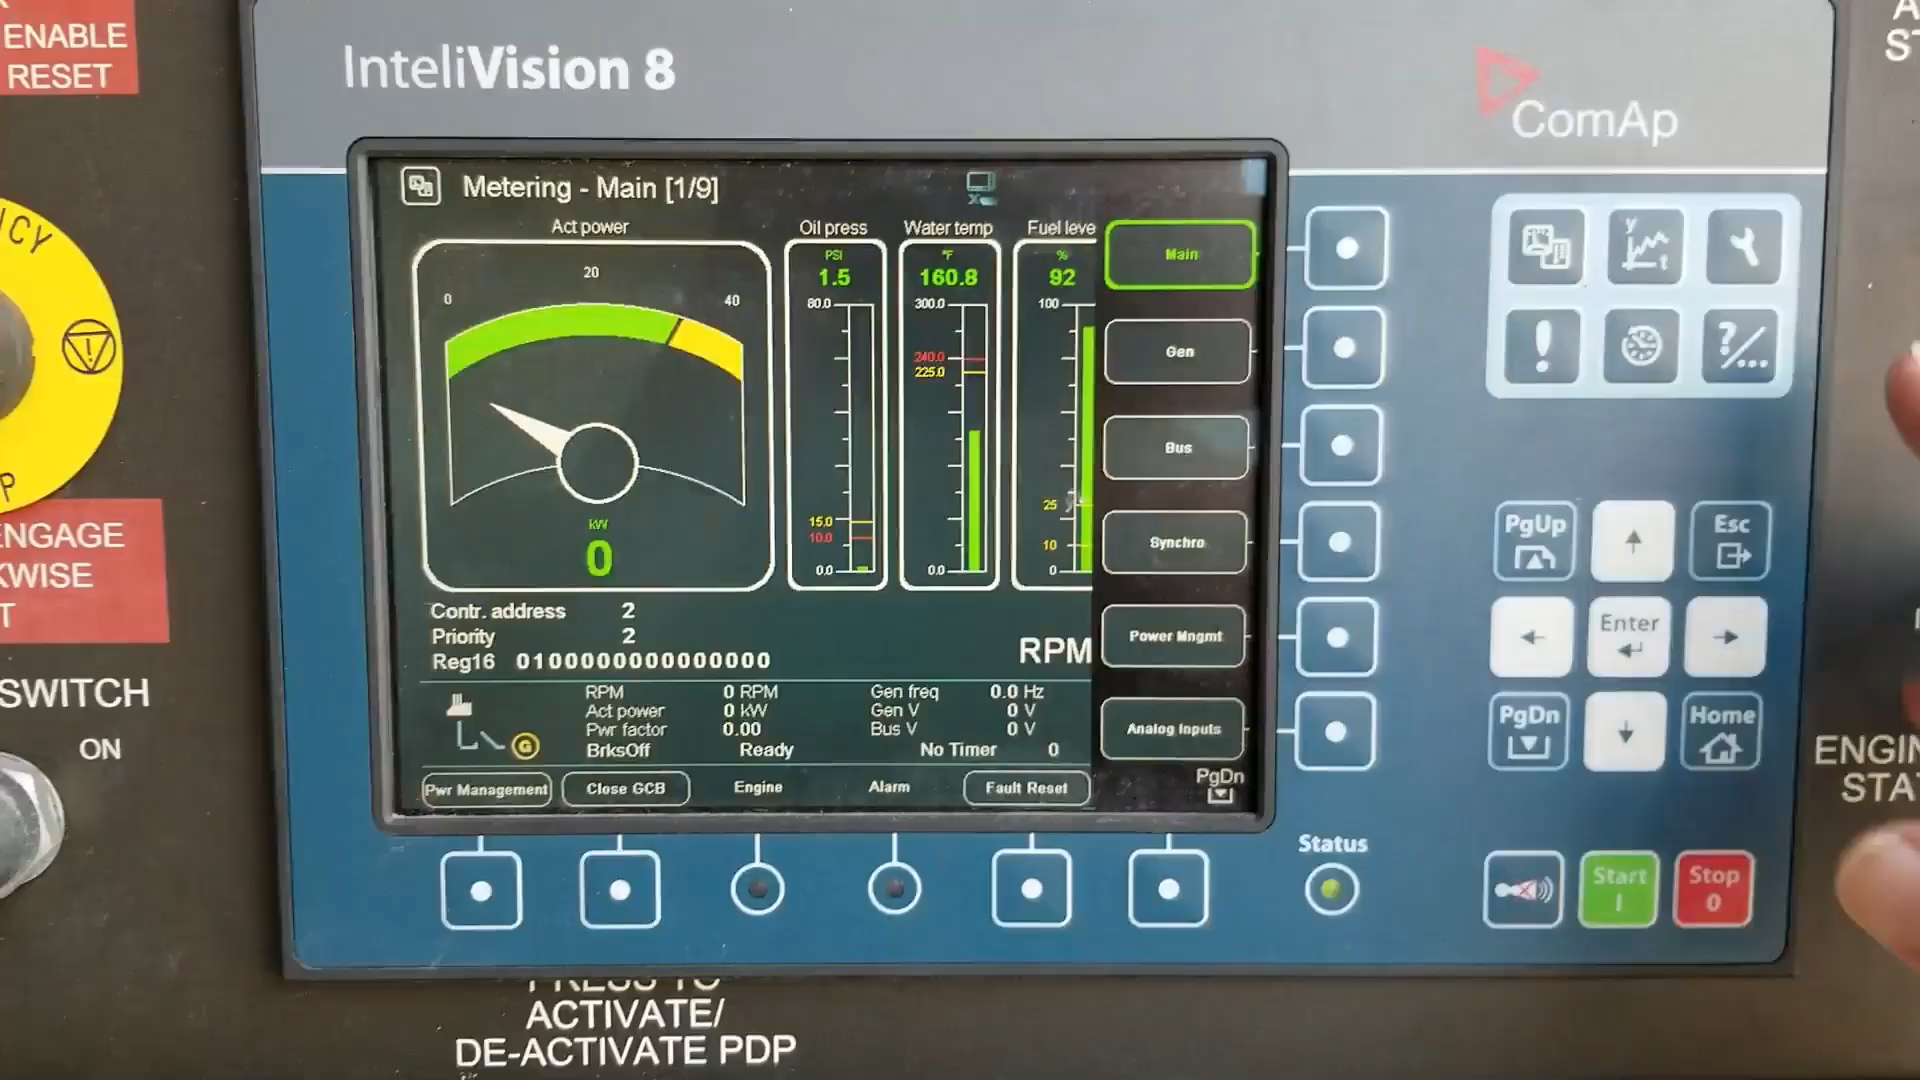 ENABLE
RESET
InteliVision 8
ComAp
Metering - Main [1/9]
Act power
Oil press
Water temp
Fuel leve
0
20
40
kW
0
PSI
1.5
80.0
15.0
10.0
0.0
°F
160.8
300.0
240.0
225.0
0.0
%
92
100
25
10
0
Main
Gen
Bus
Synchro
Power Mngmt
Analog Inputs
PgDn
Contr. address 2
Priority 2
Reg16 0100000000000000
RPM
RPM 0 RPM Gen freq 0.0 Hz
Act power 0 kW Gen V 0 V
Pwr factor 0.00 Bus V 0 V
BrksOff Ready No Timer 0
G
Pwr Management
Close GCB
Engine
Alarm
Fault Reset
Status
PgUp
Esc
Enter
PgDn
Home
Start
I
Stop
0
y
t
ICY
P
ENGAGE
KWISE
T
SWITCH
ON
PRESS TO
ACTIVATE/
DE-ACTIVATE PDP
A
ST
ENGIN
STA